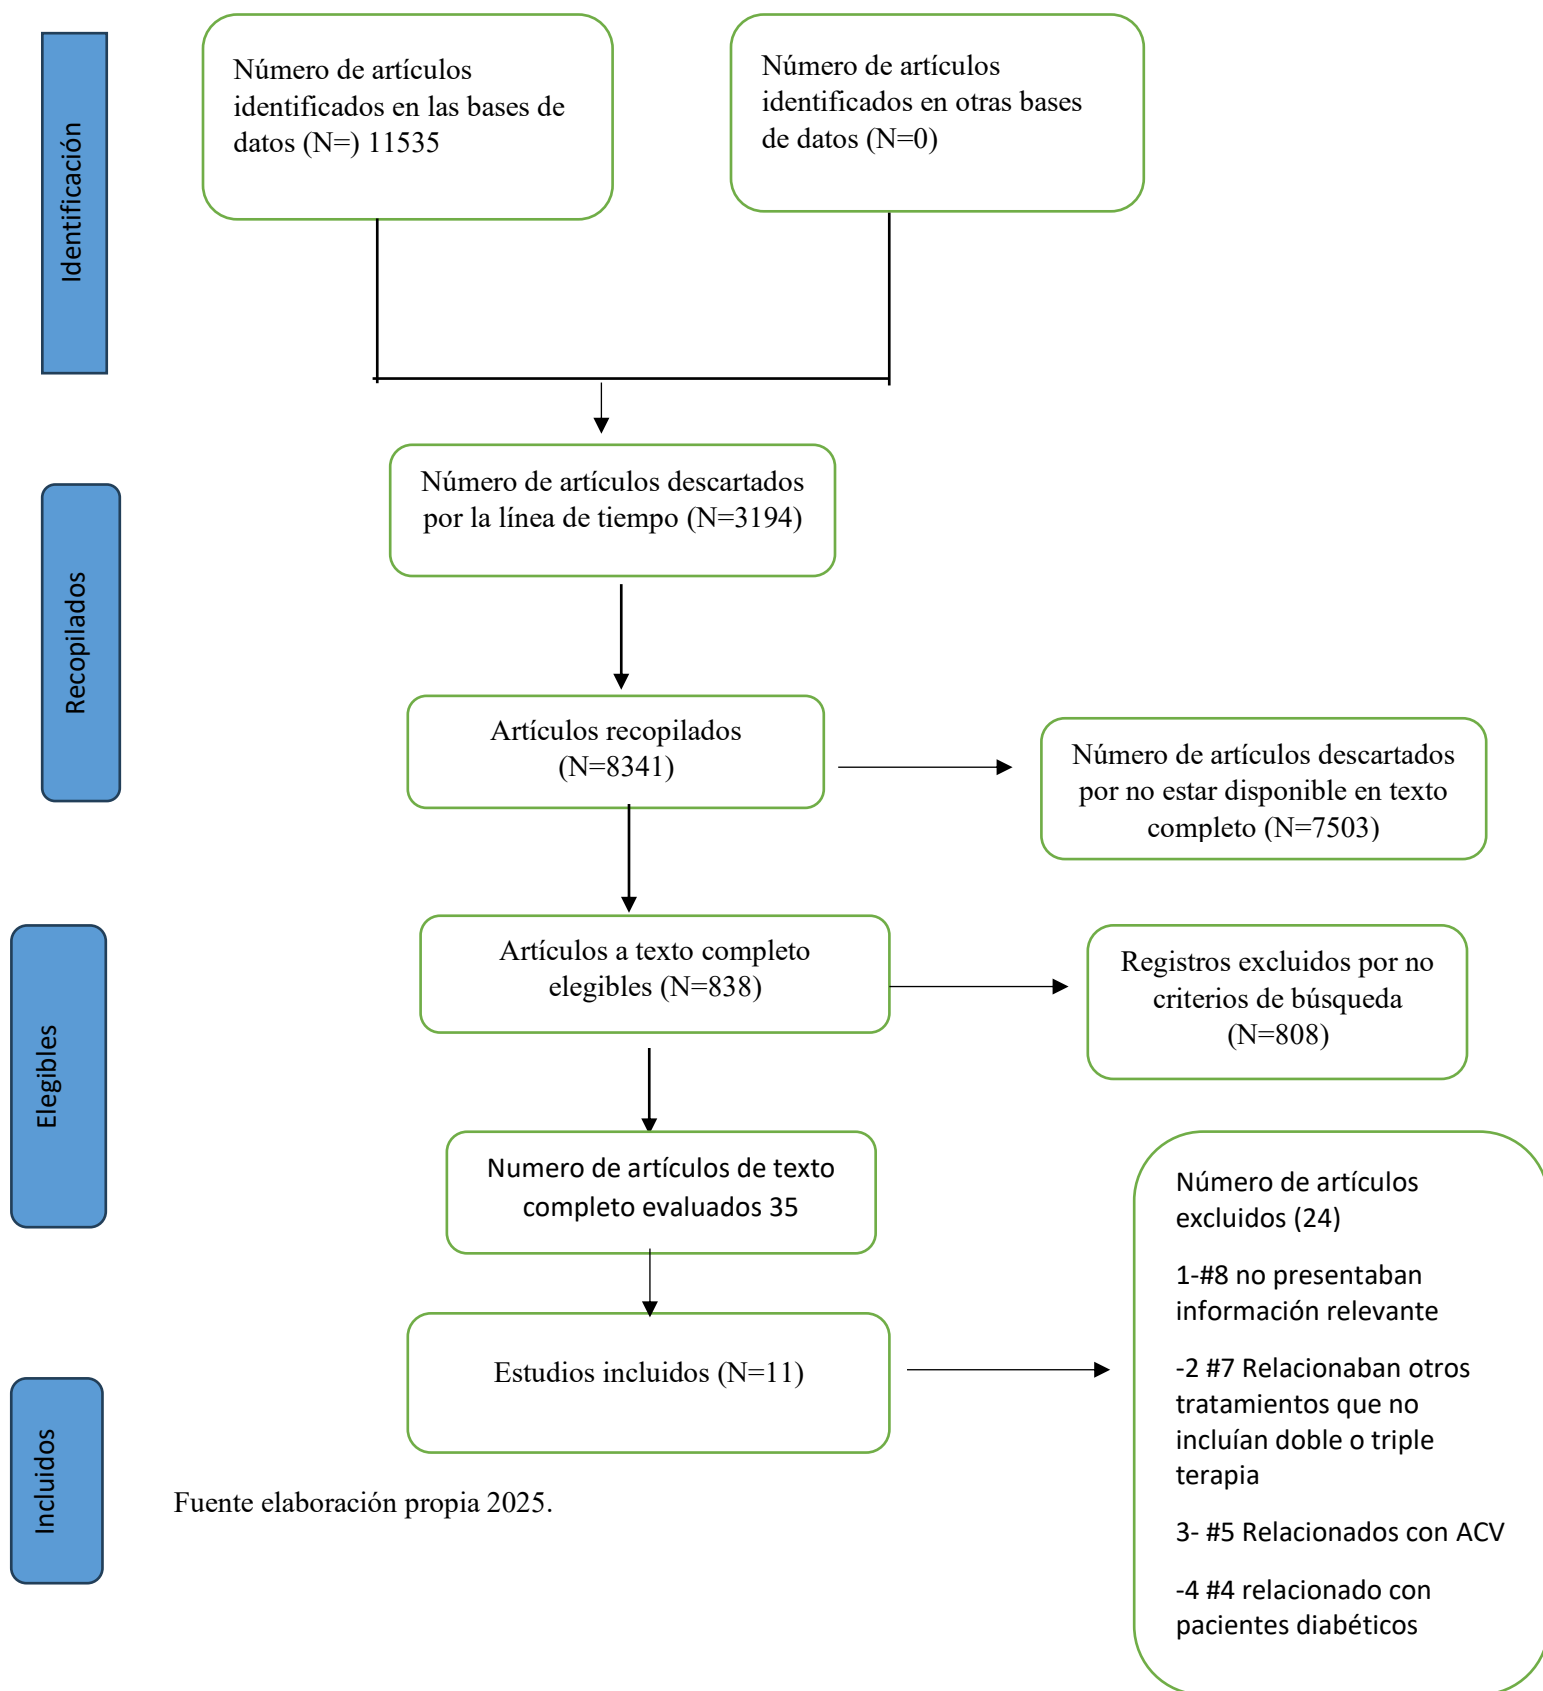 Identificación
Número de artículos
identificados en las bases de
datos (N=) 11535
Número de artículos
identificados en otras bases
de datos (N=0)
Recopilados
Número de artículos descartados
por la línea de tiempo (N=3194)
Artículos recopilados
(N=8341)
Número de artículos descartados
por no estar disponible en texto
completo (N=7503)
Elegibles
Artículos a texto completo
elegibles (N=838)
Registros excluidos por no
criterios de búsqueda
(N=808)
Numero de artículos de texto
completo evaluados 35
Número de artículos
excluidos (24)
1-#8 no presentaban
información relevante
-2 #7 Relacionaban otros
tratamientos que no
incluían doble o triple
terapia
3- #5 Relacionados con ACV
-4 #4 relacionado con
pacientes diabéticos
Incluidos
Estudios incluidos (N=11)
Fuente elaboración propia 2025.